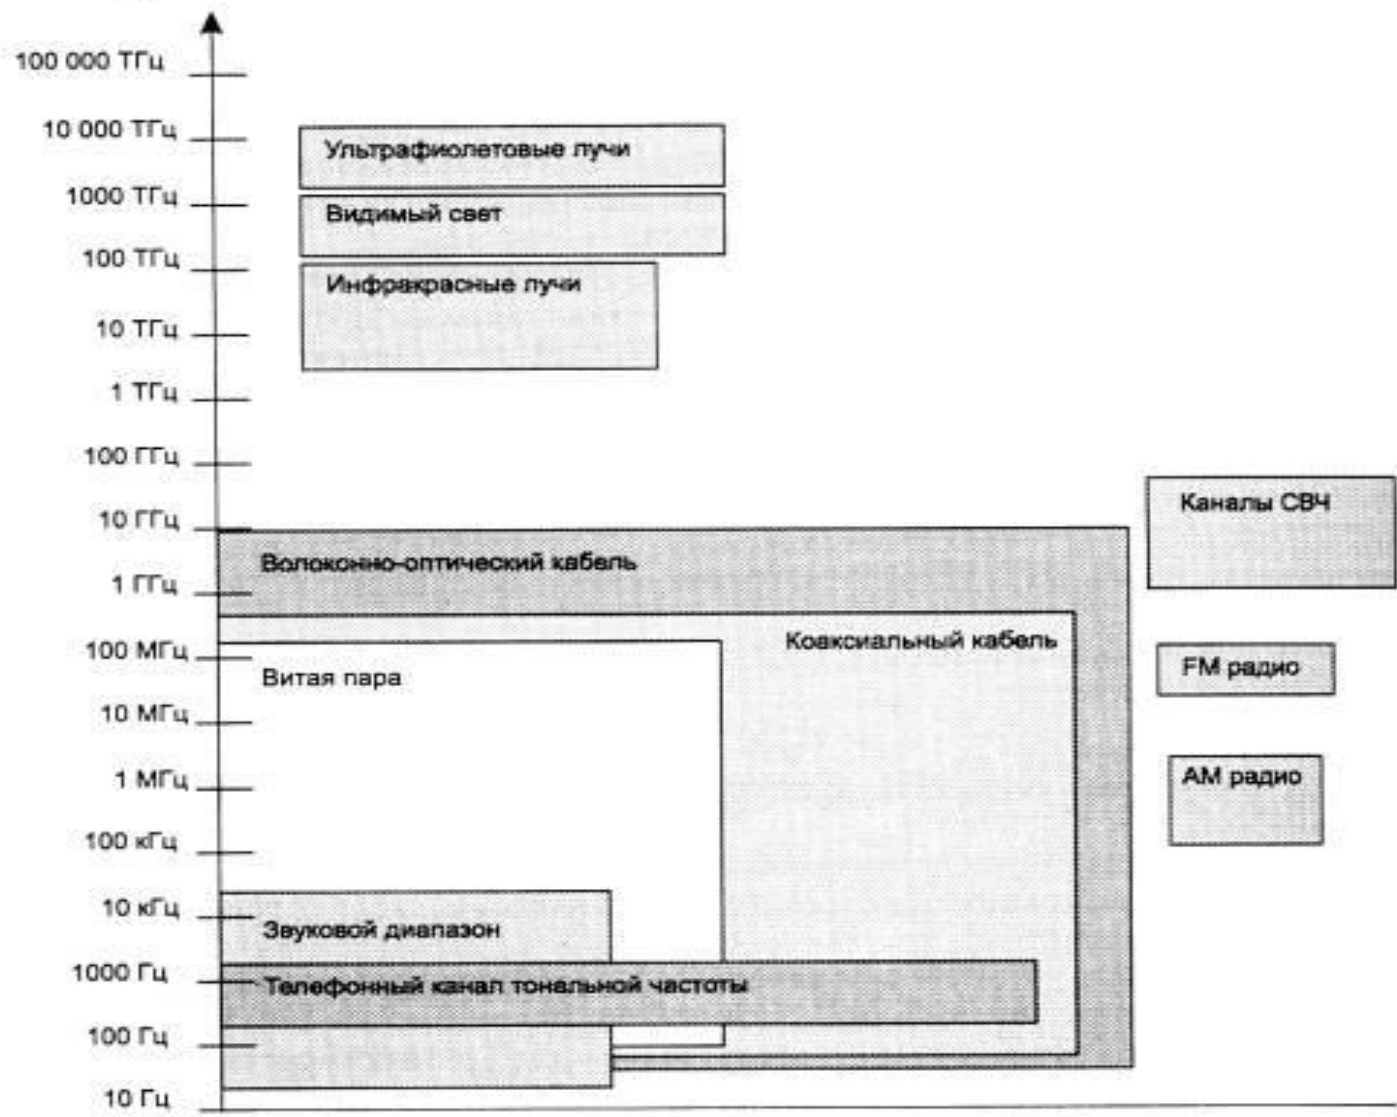 100 000 ТГц
10 000 ТГц
Ультрафиолетовые лучи
1000 ТГц
Видимый свет
100 ТГц
Инфракрасные лучи
10 ТГц
1 ТГц
100 ГГц
Каналы СВЧ
10 ГГц
Волоконно-оптический кабель
1 ГГц
Коаксиальный кабель
100 МГц
FM радио
Витая пара
10 МГц
1 МГц
АМ радио
100 кГц
10 кГц
Звуковой диапазон
1000 Гц
Телефонный канал тональной частоты
100 Гц
10 Гц